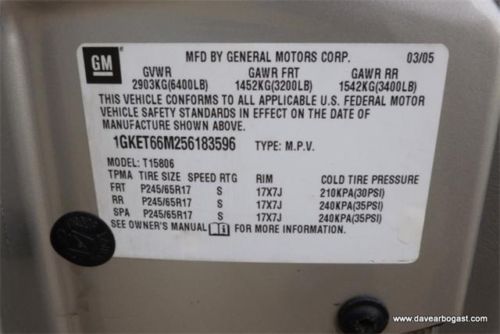 GM
MFD BY GENERAL MOTORS CORP. 03/05
GVWR GAWR FRT GAWR RR
2903KG(6400LB) 1452KG(3200LB) 1542KG(3400LB)
THIS VEHICLE CONFORMS TO ALL APPLICABLE U.S. FEDERAL MOTOR
VEHICLE SAFETY STANDARDS IN EFFECT ON THE DATE OF
MANUFACTURE SHOWN ABOVE.
1GKET66M256183596 TYPE: M.P.V.
MODEL: T15806
TPMA TIRE SIZE SPEED RTG RIM COLD TIRE PRESSURE
FRT P245/65R17 S 17X7J 210KPA(30PSI)
RR P245/65R17 S 17X7J 240KPA(35PSI)
SPA P245/65R17 S 17X7J 240KPA(35PSI)
SEE OWNER'S MANUAL FOR MORE INFORMATION.
www.davearbogast.com